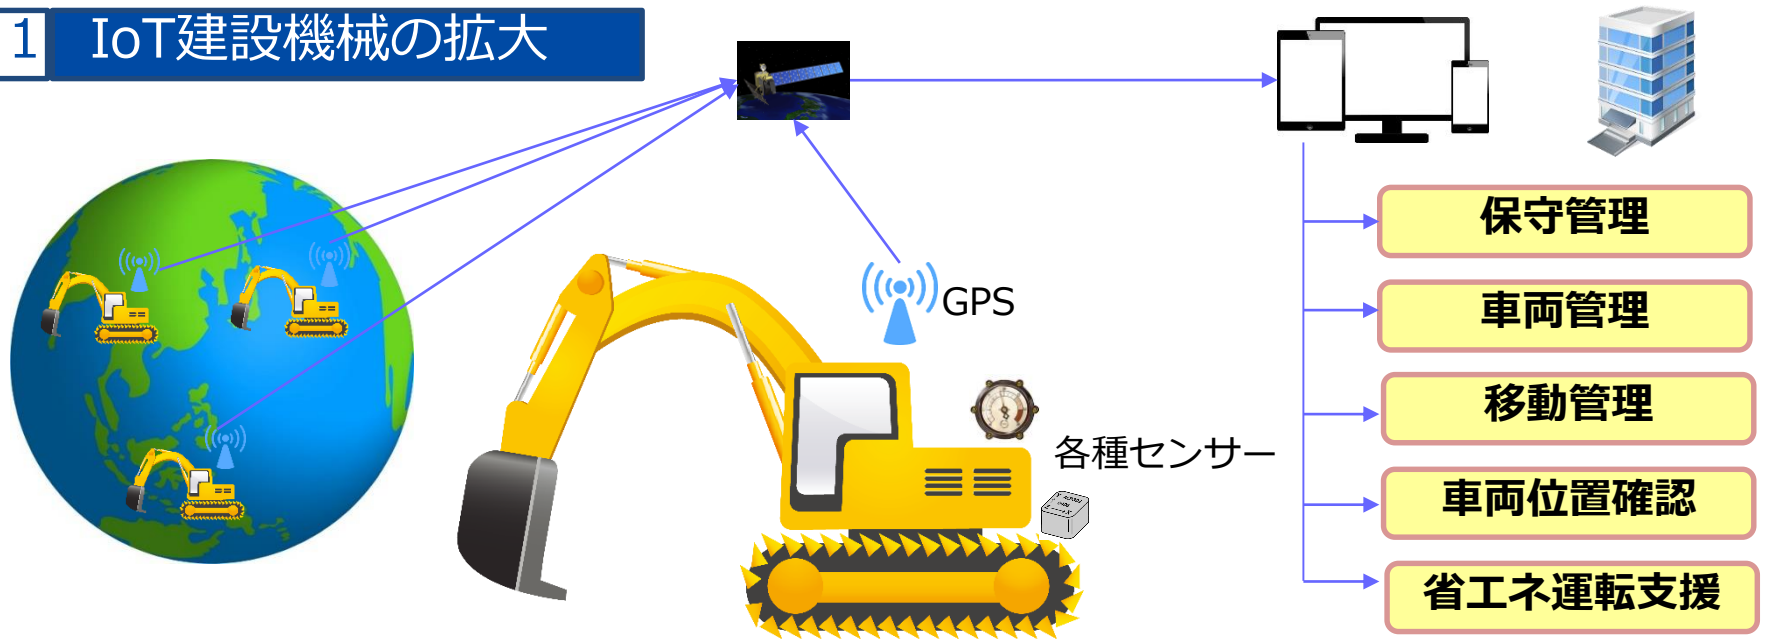 1 IoT建設機械の拡大
GPS
各種センサー
保守管理
車両管理
移動管理
車両位置確認
省エネ運転支援